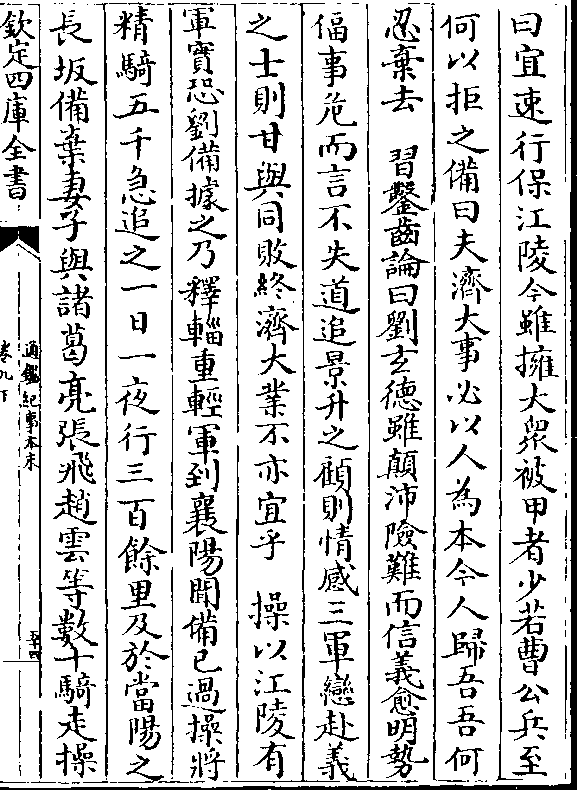 曰宜速行保江陵今雖擁大眾被甲者少若曹公兵至
何以拒之備曰夫濟大事必以人為本今人歸吾吾何
忍棄去　習鑿齒論曰劉玄德雖顛沛險難而信義愈明勢
偪事危而言不失道追景升之顧則情感三軍戀赴義
之士則甘與同敗終濟大業不亦宜乎　操以江陵有
軍實恐劉備據之乃釋輜重輕軍到襄陽聞備已過操將
精騎五千急追之一日一夜行三百餘里及於當陽之
長坂備棄妻子與諸葛亮張飛趙雲等數十騎走操
欽定四庫全書
通鑑紀事本末
卷九下
五十四